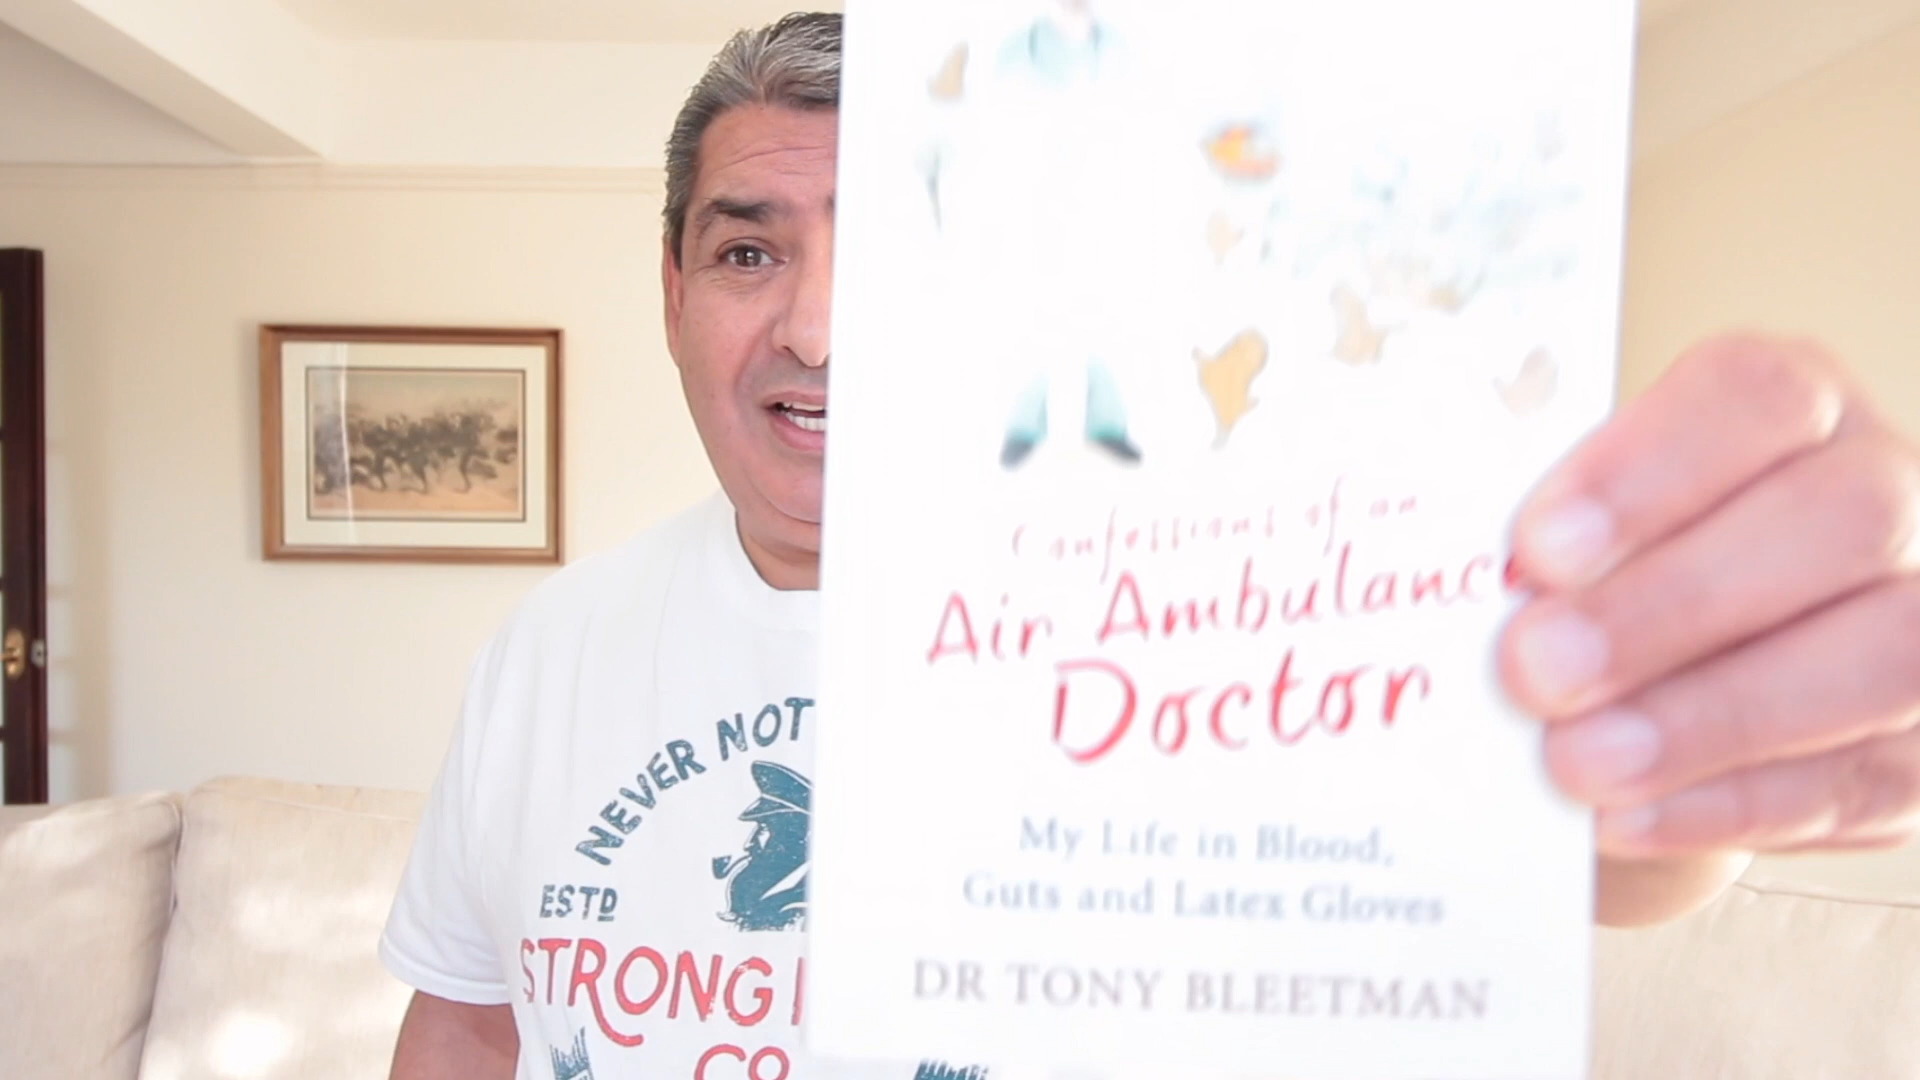 NEVER NOT
ESTD
STRONG
CO
Confessions of an
Air Ambulance
Doctor
My Life in Blood,
Guts and Latex Gloves
DR TONY BLEETMAN